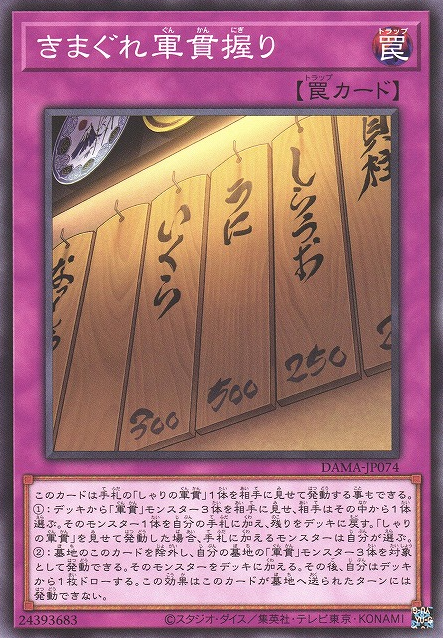 きまぐれ軍貫握り
罠
【罠カード】
いくら
うに
しらうお
貝柱
300
500
250
DAMA-JP074
このカードは手札の「しゃりの軍貫」1体を相手に見せて発動する事もできる。
①：デッキから「軍貫」モンスター3体を相手に見せ、相手はその中から1体
選ぶ。そのモンスター1体を自分の手札に加え、残りをデッキに戻す。「しゃり
の軍貫」を見せて発動した場合、手札に加えるモンスターは自分が選ぶ。
②：墓地のこのカードを除外し、自分の墓地の「軍貫」モンスター3体を対象
として発動できる。そのモンスターをデッキに加える。その後、自分はデッキ
から1枚ドローする。この効果はこのカードが墓地へ送られたターンには
発動できない。
24393683
©スタジオ・ダイス／集英社・テレビ東京・KONAMI